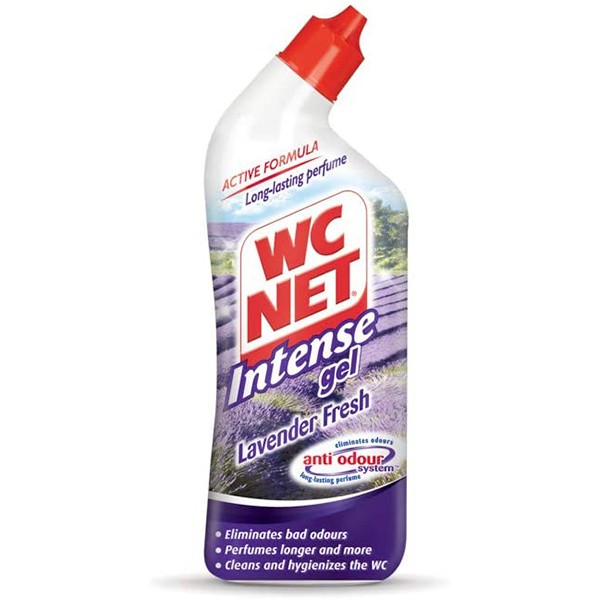 ACTIVE FORMULA
Long-lasting perfume
WC
NET®
Intense
gel
Lavender Fresh
eliminates odours
anti odour
system™
long-lasting perfume
• Eliminates bad odours
• Perfumes longer and more
• Cleans and hygienizes the WC